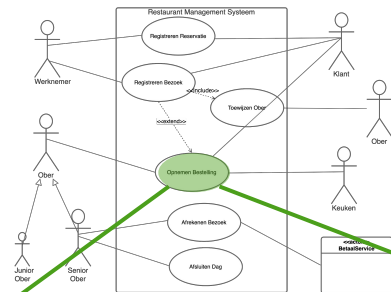 Restaurant Management Systeem
Registreren Reservatie
Klant
Werknemer
Registreren Bezoek
<<includes>>
Toewijzen Ober
<<extend>>
Ober
Ober
Opnemen Bestelling
Keuken
Afrekenen Bezoek
BetaalService
Junior
Ober
Senior
Ober
Afsluiten Dag